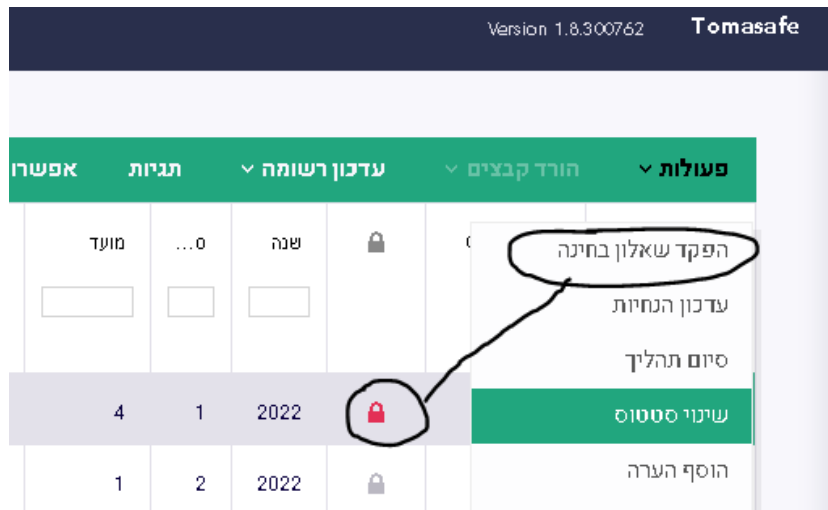 Version 1.8.300762 Tomasafe
פעולות הורד קבצים עדכון רשומה תגיות אפשרו
שנה ...ס מועד
הפקד שאלון בחינה
עדכון הנחיות
סיום תהליך
שינוי סטטוס
2022 1 4
הוסף הערה
2022 2 1